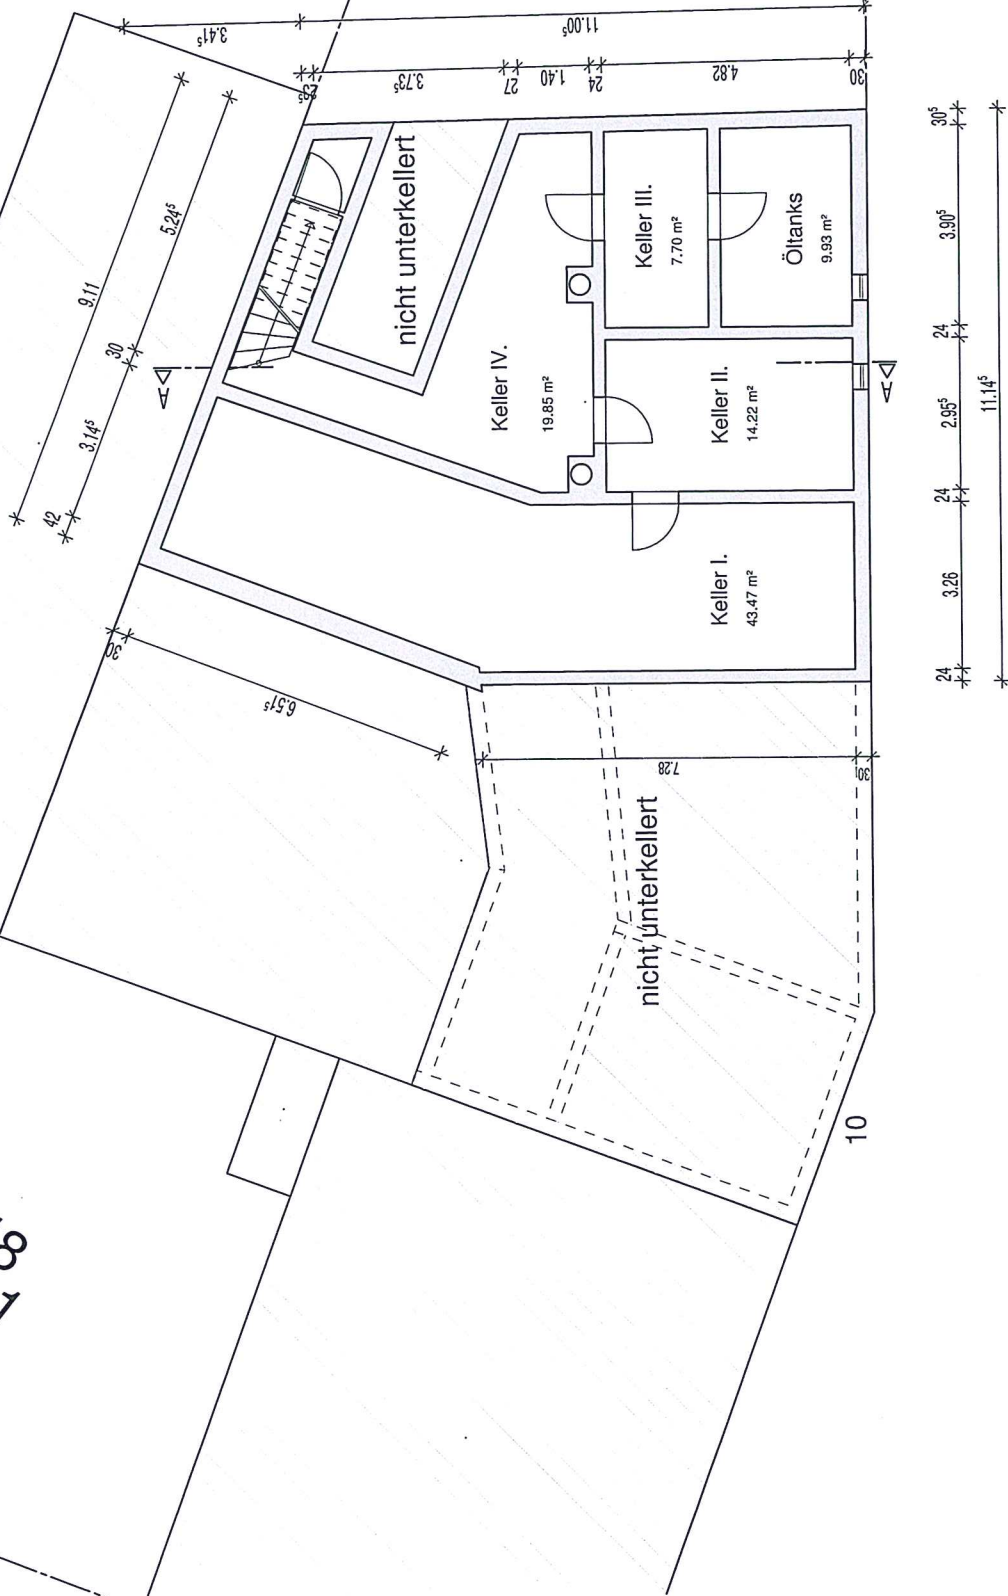 3.41⁵
11.00⁵
25⁵
3.73⁵
27
1.40
24
4.82
30
9.11
5.24⁵
30
3.14⁵
42
A
nicht unterkellert
Keller III.
7.70 m²
Öltanks
9.93 m²
Keller IV.
19.85 m²
Keller II.
14.22 m²
A
Keller I.
43.47 m²
30⁵
3.90⁵
24
2.95⁵
24
3.26
24
11.14⁵
30
6.51⁵
7.28
30
nicht unterkellert
10
8
1